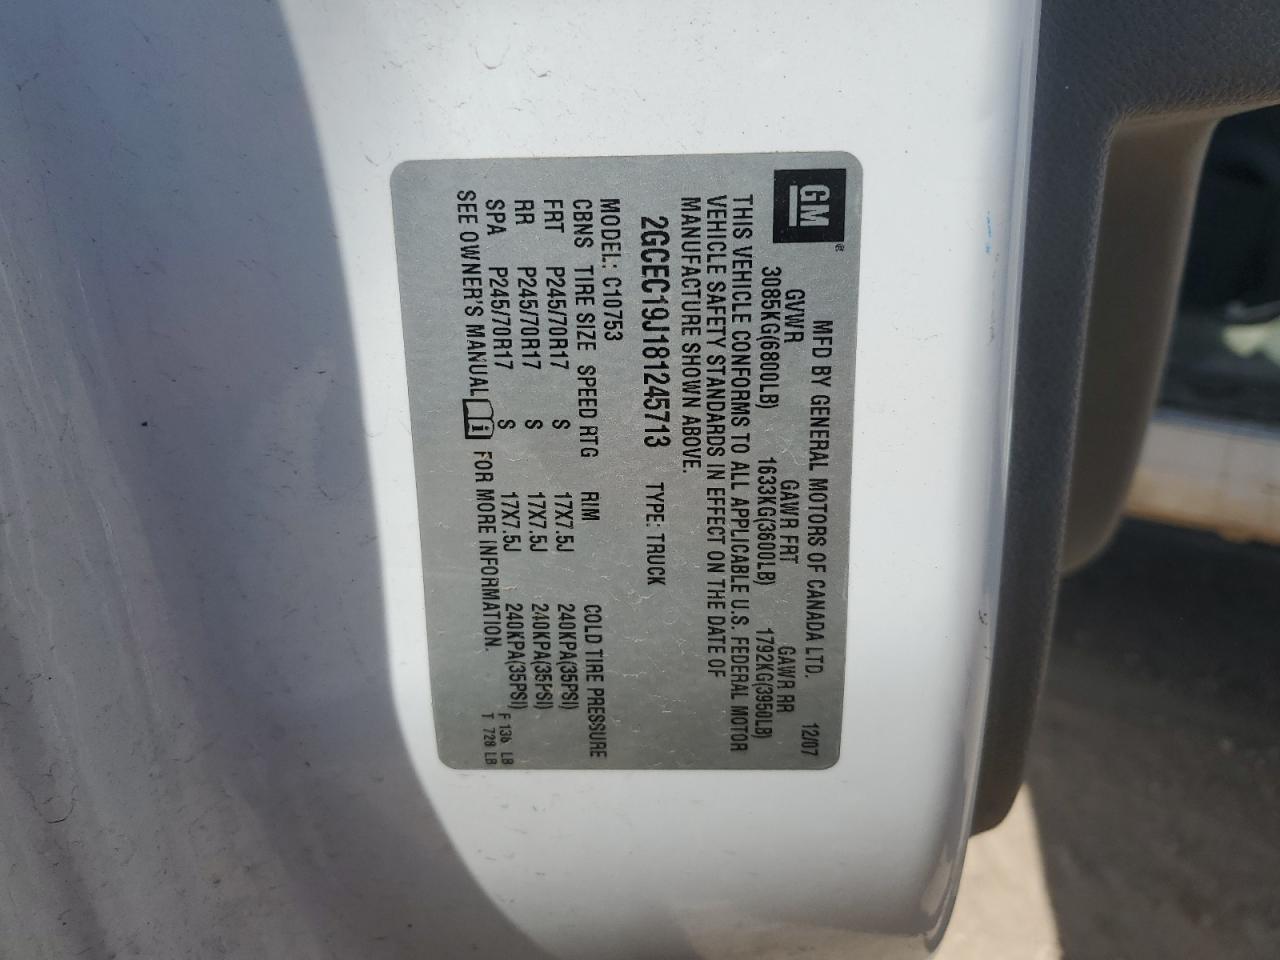 GM®
MFD BY GENERAL MOTORS OF CANADA LTD. 12/07
GVWR GAWR FRT GAWR RR
3085KG(6800LB) 1633KG(3600LB) 1792KG(3950LB)
THIS VEHICLE CONFORMS TO ALL APPLICABLE U.S. FEDERAL MOTOR
VEHICLE SAFETY STANDARDS IN EFFECT ON THE DATE OF
MANUFACTURE SHOWN ABOVE.
2GCEC19J181245713 TYPE: TRUCK
MODEL: C10753
CBNS TIRE SIZE SPEED RTG RIM COLD TIRE PRESSURE
FRT P245/70R17 S 17X7.5J 240KPA(35PSI)
RR P245/70R17 S 17X7.5J 240KPA(35PSI)
SPA P245/70R17 S 17X7.5J 240KPA(35PSI) F 136 LB
SEE OWNER'S MANUAL FOR MORE INFORMATION. T 728 LB